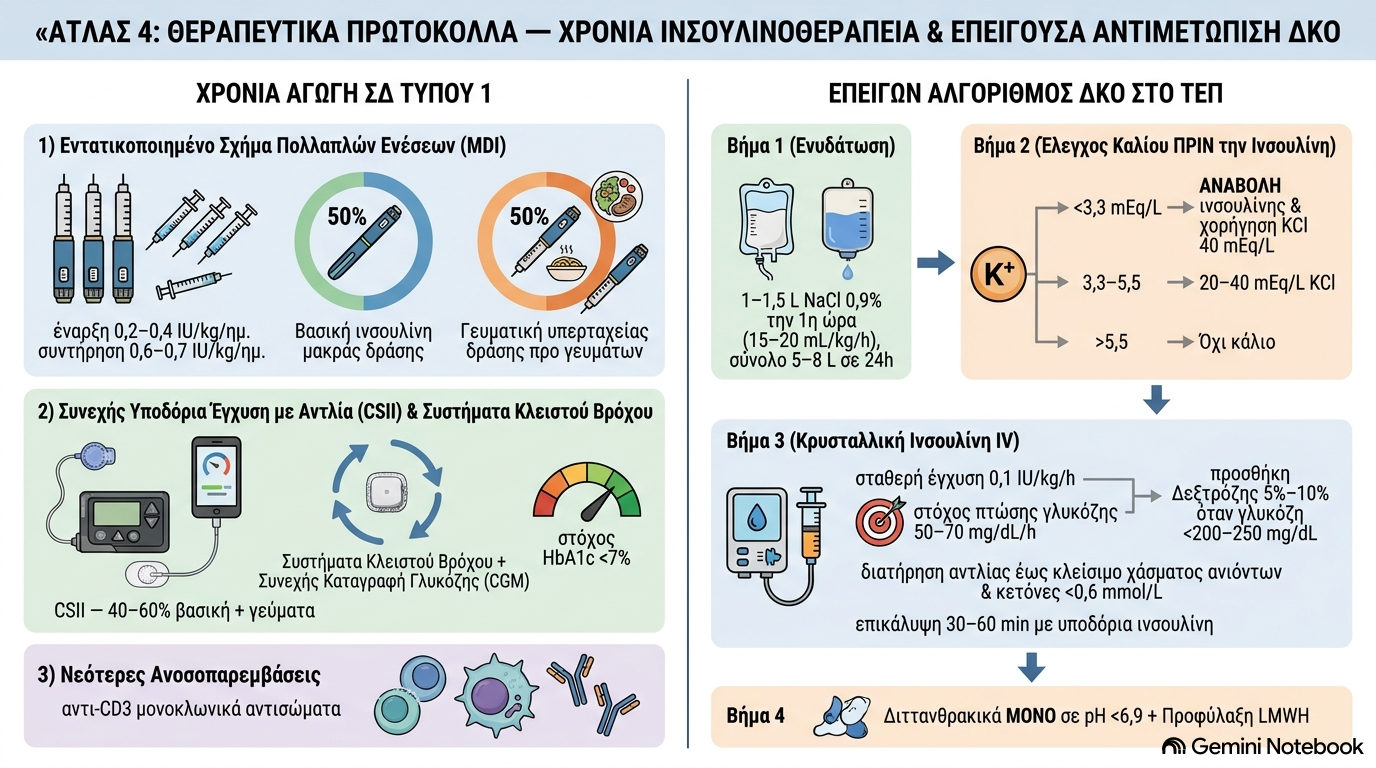 «ΑΤΛΑΣ 4: ΘΕΡΑΠΕΥΤΙΚΑ ΠΡΩΤΟΚΟΛΛΑ — ΧΡΟΝΙΑ ΙΝΣΟΥΛΙΝΟΘΕΡΑΠΕΙΑ & ΕΠΕΙΓΟΥΣΑ ΑΝΤΙΜΕΤΩΠΙΣΗ ΔΚΟ
ΧΡΟΝΙΑ ΑΓΩΓΗ ΣΔ ΤΥΠΟΥ 1
1) Εντατικοποιημένο Σχήμα Πολλαπλών Ενέσεων (MDI)
50%
50%
έναρξη 0,2–0,4 IU/kg/ημ.
συντήρηση 0,6–0,7 IU/kg/ημ.
Βασική ινσουλίνη
μακράς δράσης
Γευματική υπερταχείας
δράσης προ γευμάτων
2) Συνεχής Υποδόρια Έγχυση με Αντλία (CSII) & Συστήματα Κλειστού Βρόχου
Συστήματα Κλειστού Βρόχου +
Συνεχής Καταγραφή Γλυκόζης (CGM)
στόχος
HbA1c <7%
CSII — 40–60% βασική + γεύματα
3) Νεότερες Ανοσοπαρεμβάσεις
αντι-CD3 μονοκλωνικά αντισώματα
ΕΠΕΙΓΩΝ ΑΛΓΟΡΙΘΜΟΣ ΔΚΟ ΣΤΟ ΤΕΠ
Βήμα 1 (Ενυδάτωση)
1–1,5 L NaCl 0,9%
την 1η ώρα
(15–20 mL/kg/h),
σύνολο 5–8 L σε 24h
Βήμα 2 (Έλεγχος Καλίου ΠΡΙΝ την Ινσουλίνη)
K+
<3,3 mEq/L
ΑΝΑΒΟΛΗ
ινσουλίνης &
χορήγηση KCl
40 mEq/L
3,3–5,5
20–40 mEq/L KCl
>5,5
Όχι κάλιο
Βήμα 3 (Κρυσταλλική Ινσουλίνη IV)
σταθερή έγχυση 0,1 IU/kg/h
στόχος πτώσης γλυκόζης
50–70 mg/dL/h
προσθήκη
Δεξτρόζης 5%–10%
όταν γλυκόζη
<200–250 mg/dL
διατήρηση αντλίας έως κλείσιμο χάσματος ανιόντων
& κετόνες <0,6 mmol/L
επικάλυψη 30–60 min με υποδόρια ινσουλίνη
Βήμα 4
Διττανθρακικά ΜΟΝΟ σε pH <6,9 + Προφύλαξη LMWH
Gemini Notebook